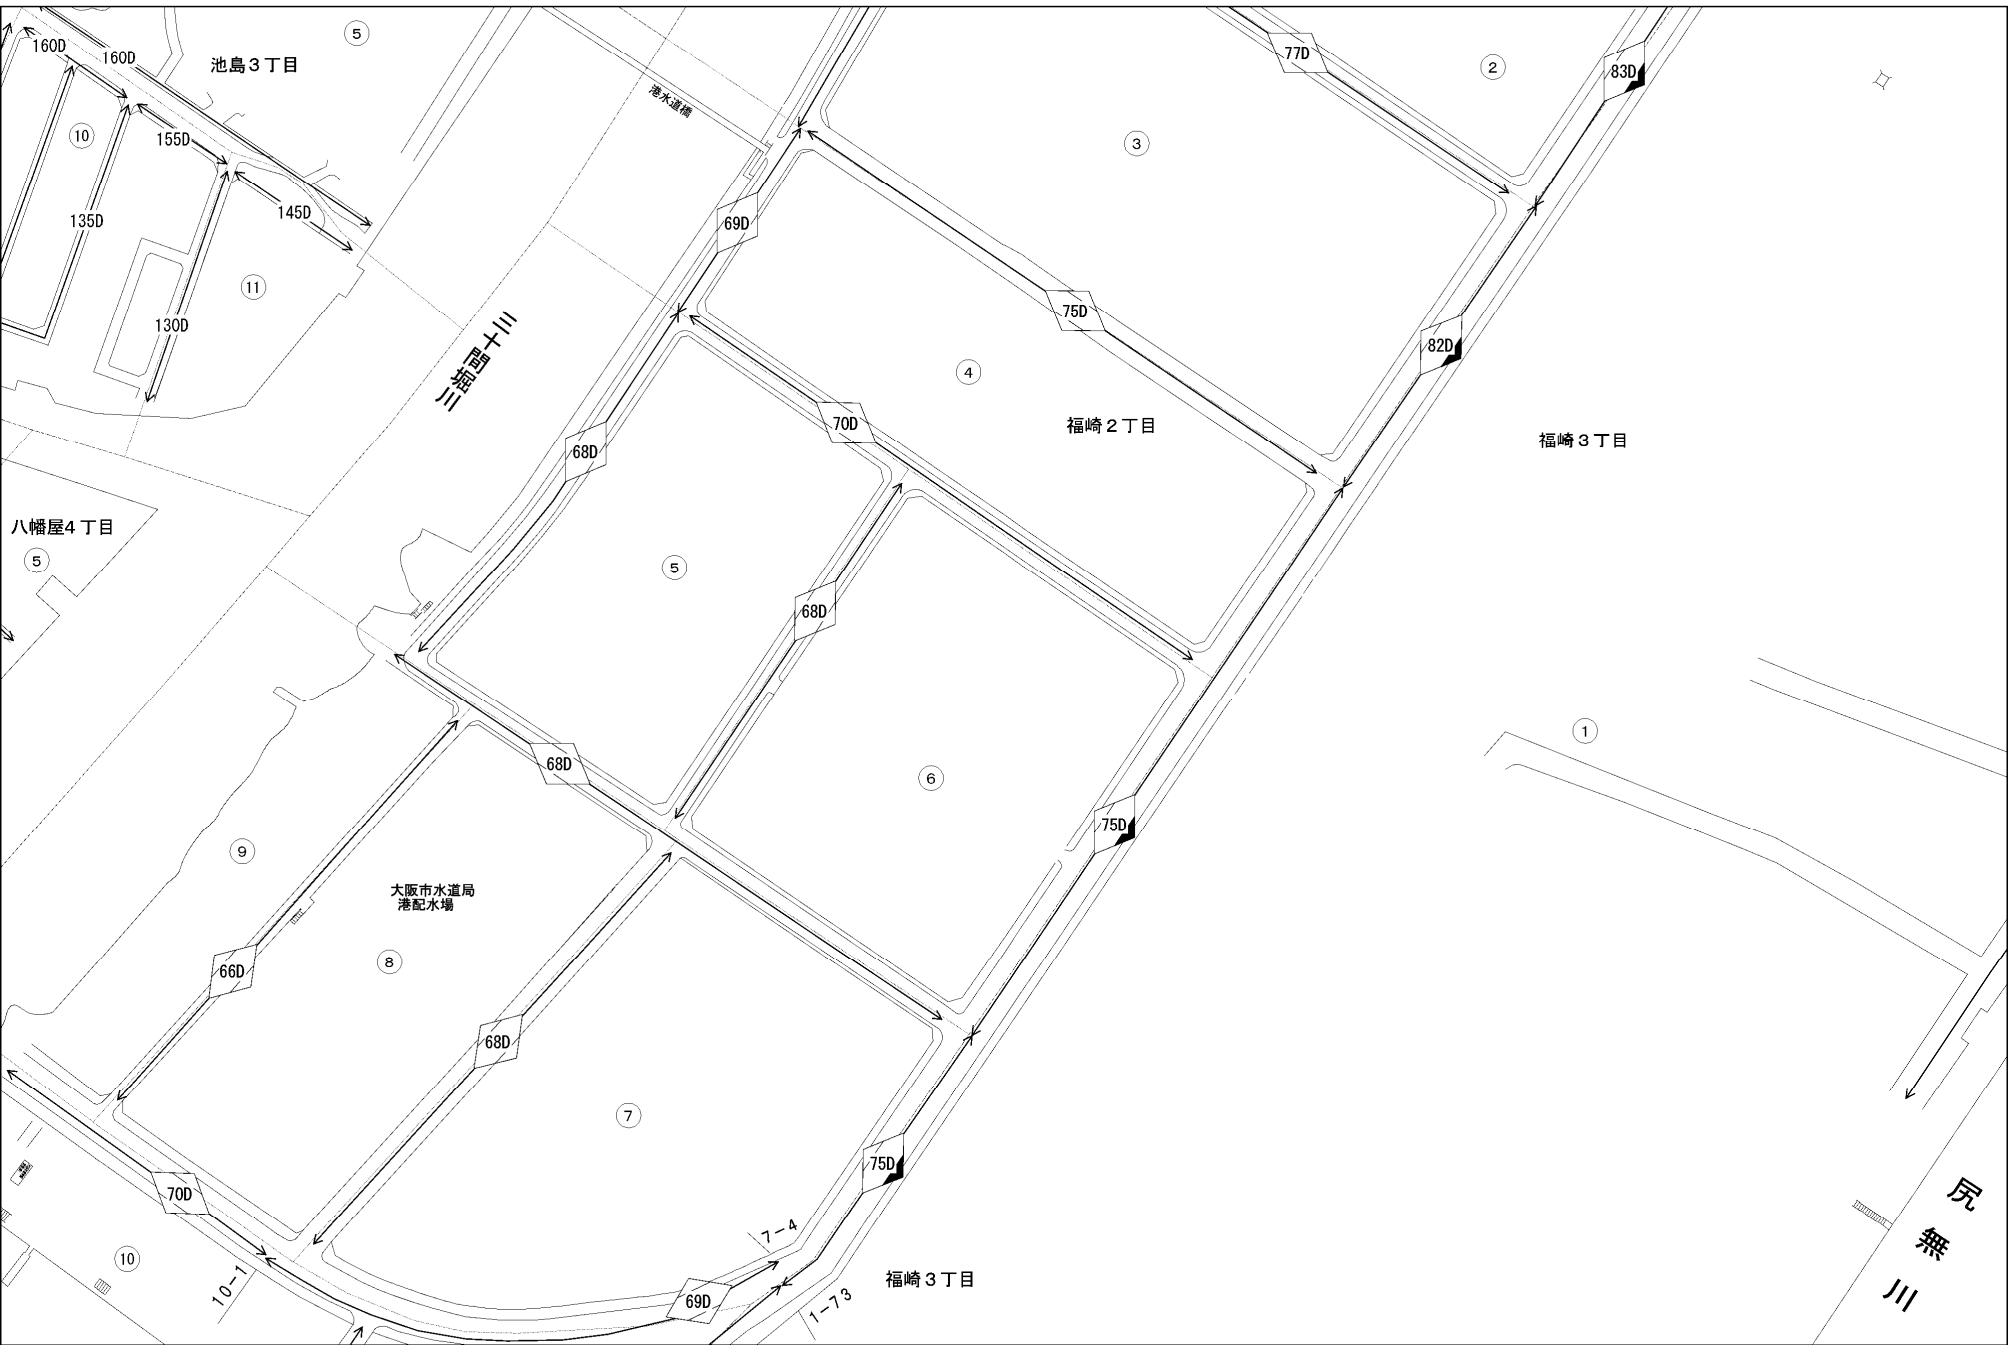 160D
160D
池島3丁目
⑤
港水道橋
77D
②
83D
⑩
155D
③
135D
145D
69D
⑪
130D
三十間堀川
75D
82D
④
70D
福崎2丁目
福崎3丁目
68D
八幡屋4丁目
⑤
⑤
68D
①
68D
⑥
75D
⑨
大阪市水道局
港配水場
⑧
66D
68D
⑦
75D
70D
尻無川
7-4
⑩
10-1
69D
福崎3丁目
1-73